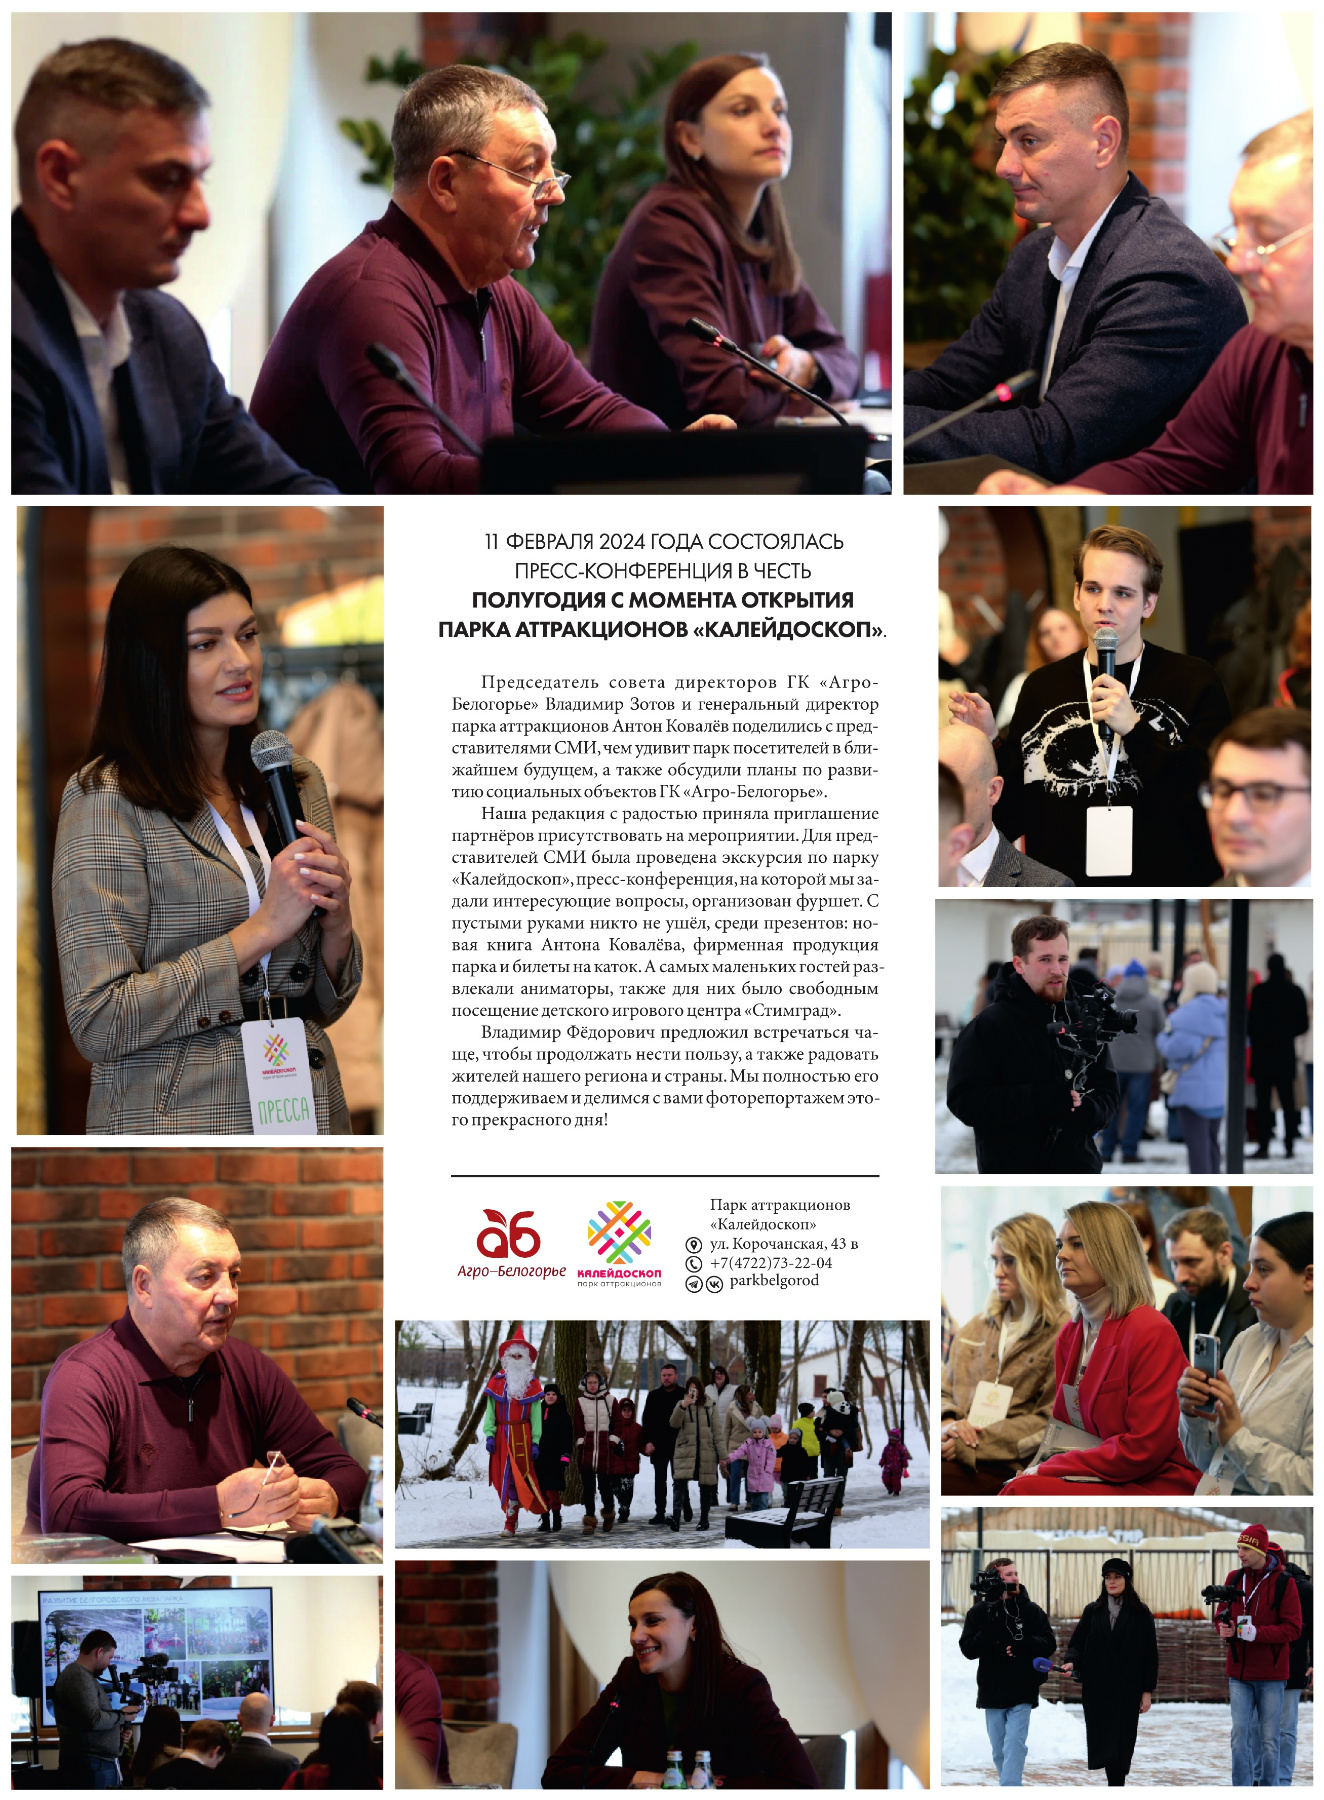 11 ФЕВРАЛЯ 2024 ГОДА СОСТОЯЛАСЬ
ПРЕСС-КОНФЕРЕНЦИЯ В ЧЕСТЬ
ПОЛУГОДИЯ С МОМЕНТА ОТКРЫТИЯ
ПАРКА АТТРАКЦИОНОВ «КАЛЕЙДОСКОП».
Председатель совета директоров ГК «Агро-
Белогорье» Владимир Зотов и генеральный директор
парка аттракционов Антон Ковалёв поделились с пред-
ставителями СМИ, чем удивит парк посетителей в бли-
жайшем будущем, а также обсудили планы по разви-
тию социальных объектов ГК «Агро-Белогорье».
Наша редакция с радостью приняла приглашение
партнёров присутствовать на мероприятии. Для пред-
ставителей СМИ была проведена экскурсия по парку
«Калейдоскоп», пресс-конференция, на которой мы за-
дали интересующие вопросы, организован фуршет. С
пустыми руками никто не ушёл, среди презентов: но-
вая книга Антона Ковалёва, фирменная продукция
парка и билеты на каток. А самых маленьких гостей раз-
влекали аниматоры, также для них было свободным
посещение детского игрового центра «Стимград».
Владимир Фёдорович предложил встречаться ча-
ще, чтобы продолжать нести пользу, а также радовать
жителей нашего региона и страны. Мы полностью его
поддерживаем и делимся с вами фоторепортажем это-
го прекрасного дня!
КАЛЕЙДОСКОП
парк аттракционов
ПРЕССА
аб
Агро–Белогорье
КАЛЕЙДОСКОП
парк аттракционов
Парк аттракционов
«Калейдоскоп»
ул. Корочанская, 43 в
+7(4722)73-22-04
parkbelgorod
РАЗВИТИЕ БЕЛГОРОДСКОГО АКВАПАРКА